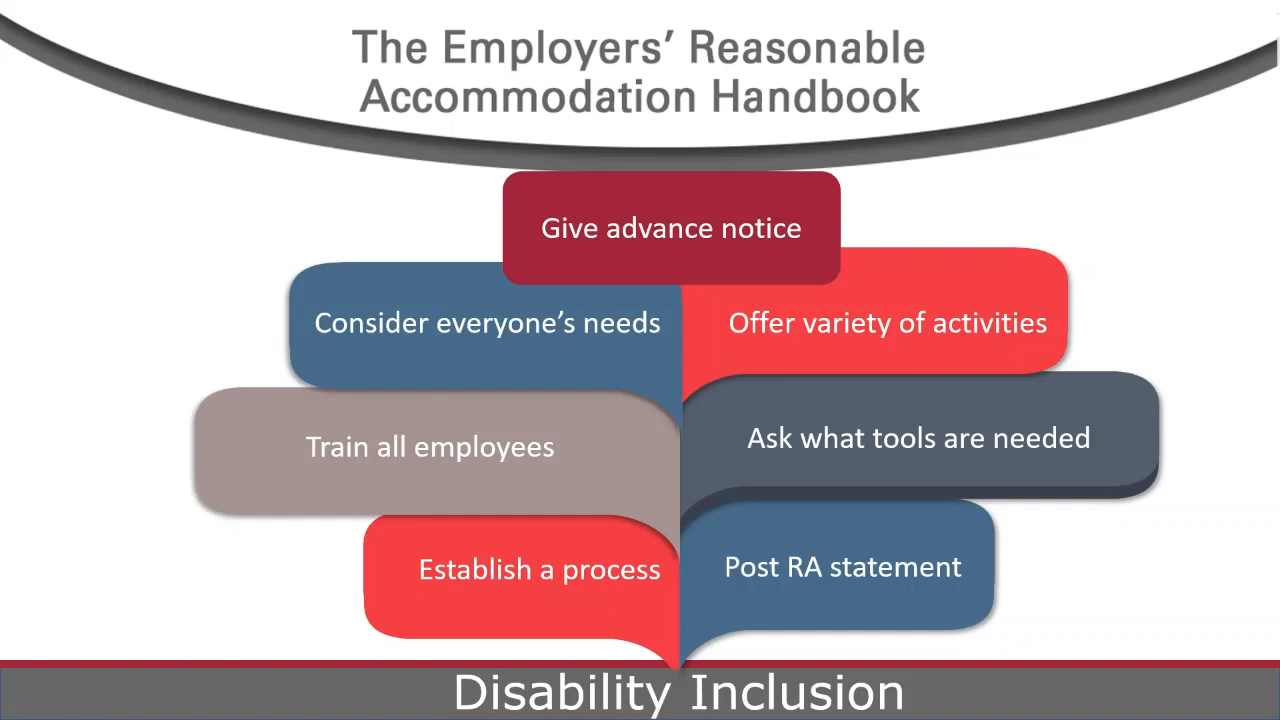 The Employers’ Reasonable
Accommodation Handbook
Give advance notice
Consider everyone’s needs
Offer variety of activities
Train all employees
Ask what tools are needed
Establish a process
Post RA statement
Disability Inclusion